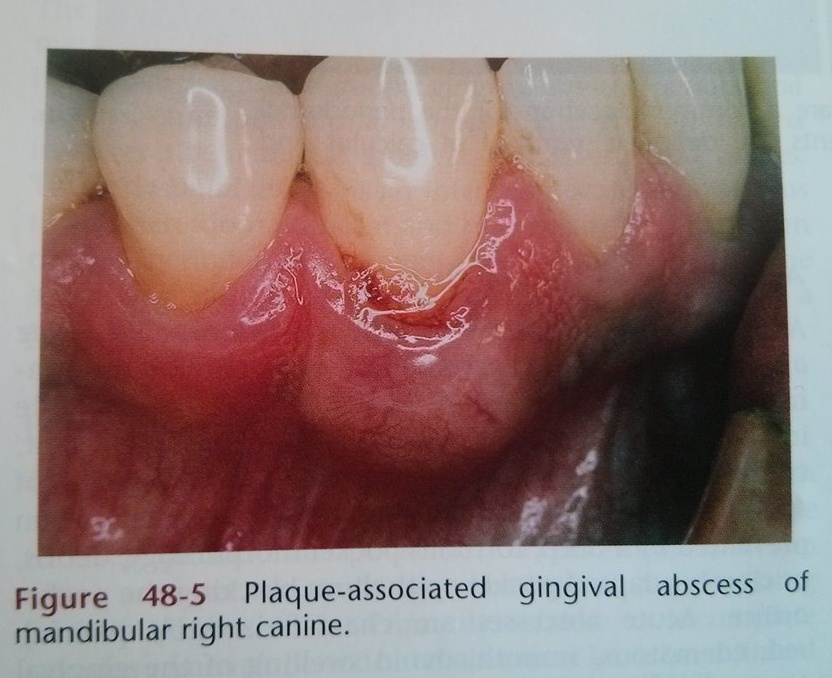 Figure 48-5 Plaque-associated gingival abscess of
mandibular right canine.